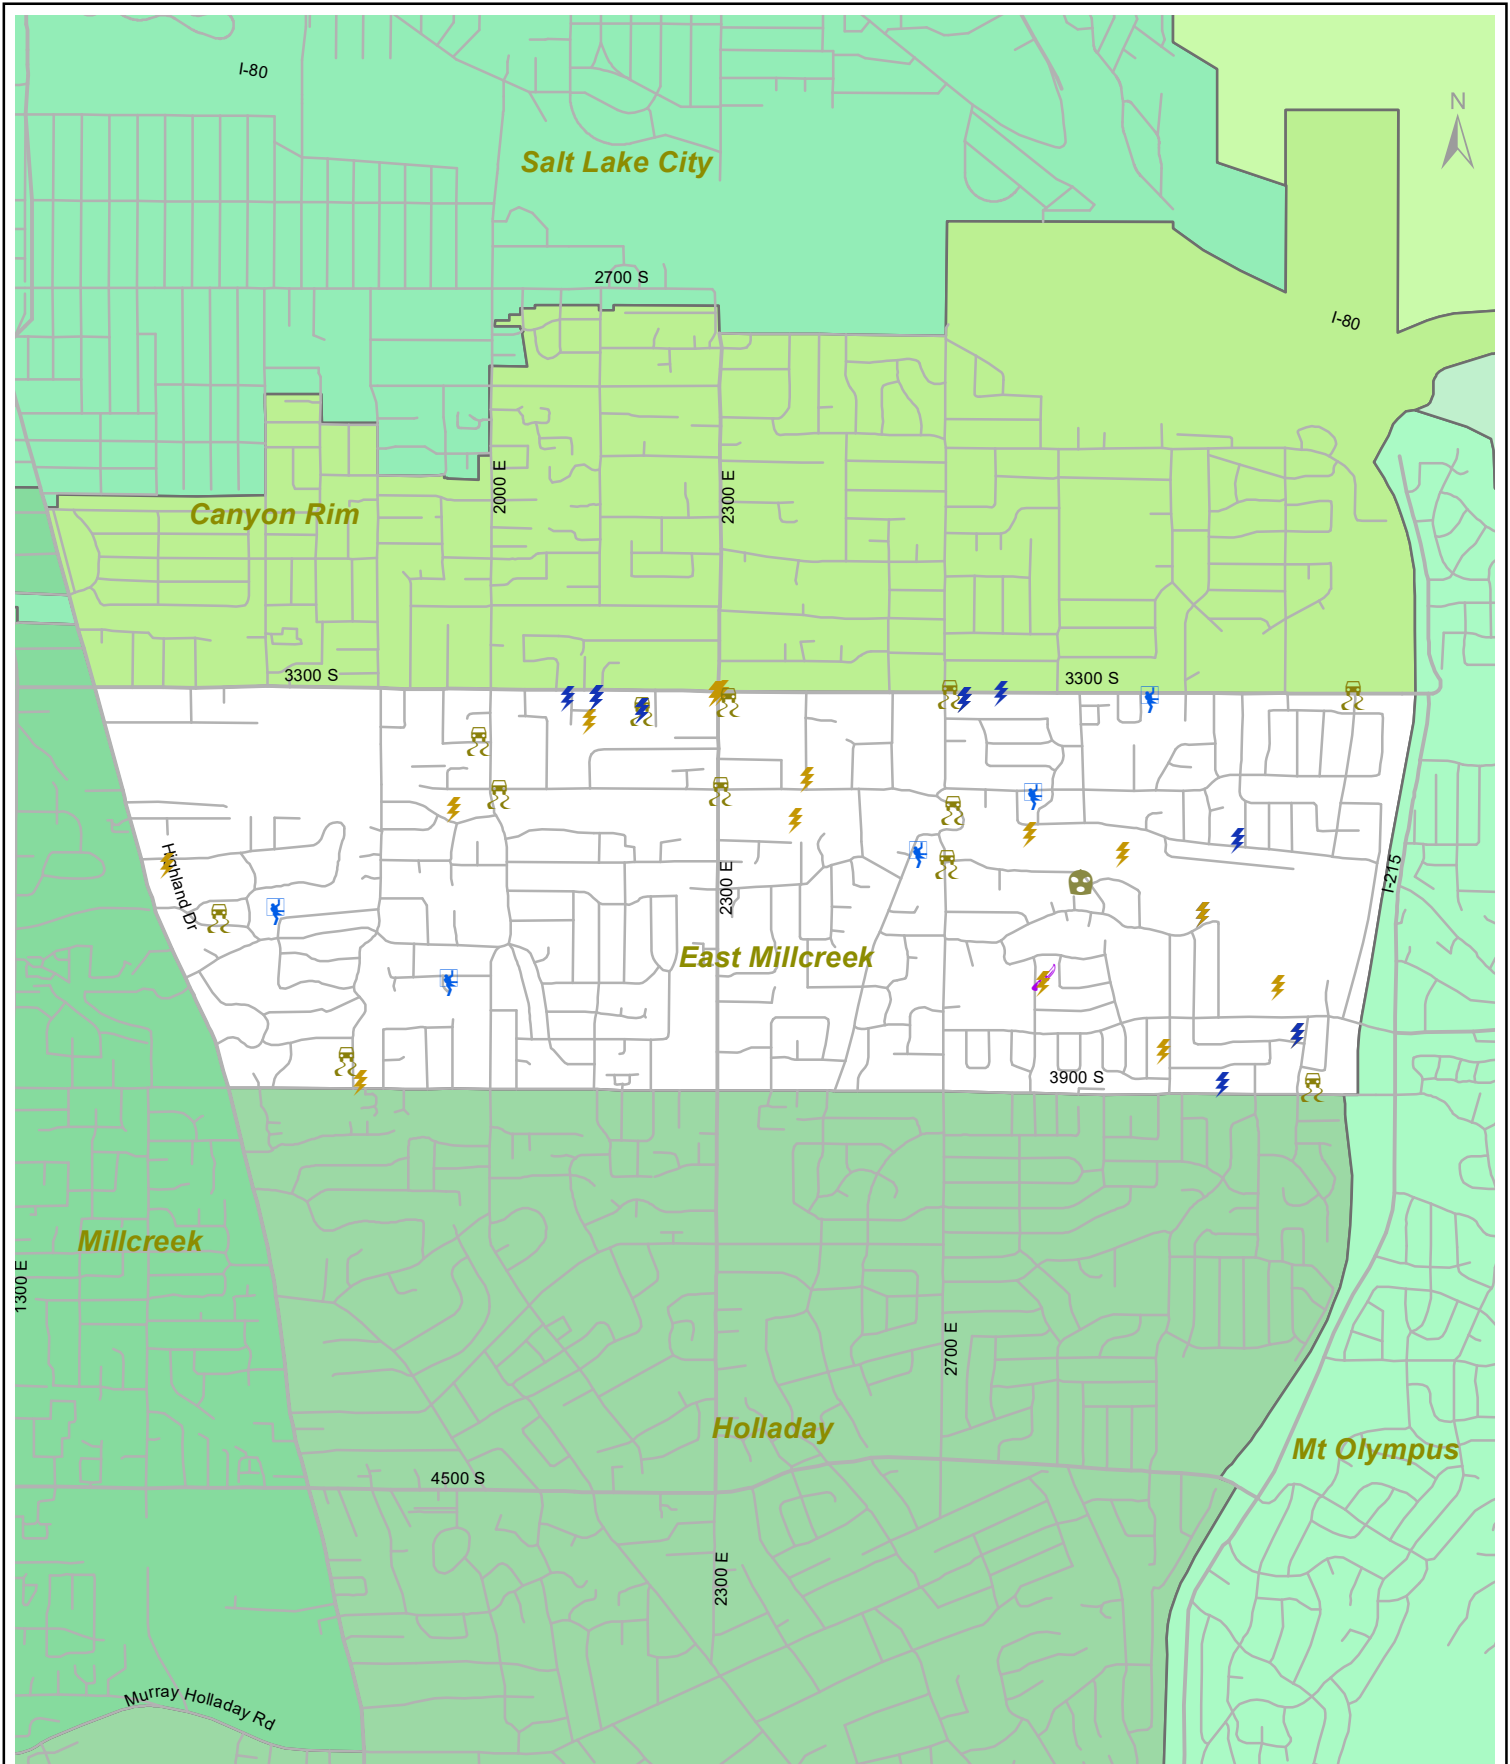 I-80
N
Salt Lake City
2700 S
I-80
2000 E
2300 E
Canyon Rim
3300 S
3300 S
Highland Dr
2300 E
I-215
East Millcreek
3900 S
Millcreek
1300 E
2700 E
Holladay
Mt Olympus
4500 S
2300 E
Murray Holladay Rd